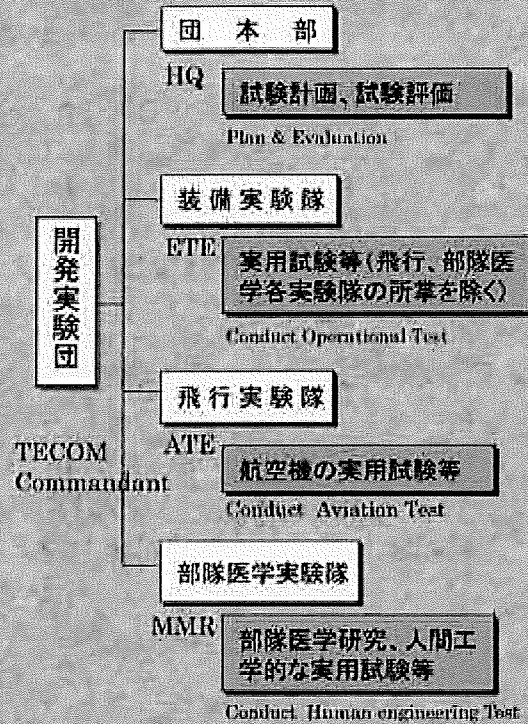 団本部
HQ
試験計画、試験評価
Plan & Evaluation
装備実験隊
ETE
実用試験等(飛行、部隊医
学各実験隊の所掌を除く)
Conduct Operational Test
開発実験団
TECOM
Commandant
飛行実験隊
ATE
航空機の実用試験等
Conduct Aviation Test
部隊医学実験隊
MMR
部隊医学研究、人間工
学的な実用試験等
Conduct Human engineering Test